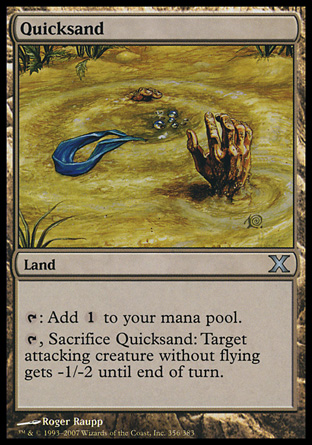 Quicksand
Land
X
: Add 1 to your mana pool.
, Sacrifice Quicksand: Target
attacking creature without flying
gets -1/-2 until end of turn.
Roger Raupp
™ & © 1993-2007 Wizards of the Coast, Inc. 356/383